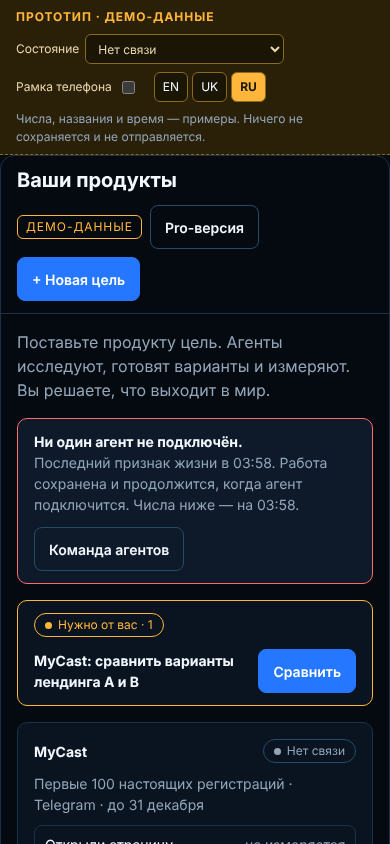 ПРОТОТИП · ДЕМО-ДАННЫЕ
Состояние Нет связи
Рамка телефона EN UK RU
Числа, названия и время — примеры. Ничего не
сохраняется и не отправляется.
Ваши продукты
ДЕМО-ДАННЫЕ Pro-версия
+ Новая цель
Поставьте продукту цель. Агенты
исследуют, готовят варианты и измеряют.
Вы решаете, что выходит в мир.
Ни один агент не подключён.
Последний признак жизни в 03:58. Работа
сохранена и продолжится, когда агент
подключится. Числа ниже — на 03:58.
Команда агентов
Нужно от вас · 1
MyCast: сравнить варианты
лендинга A и B
Сравнить
MyCast Нет связи
Первые 100 настоящих регистраций ·
Telegram · до 31 декабря
Открыли страницу не измеряется